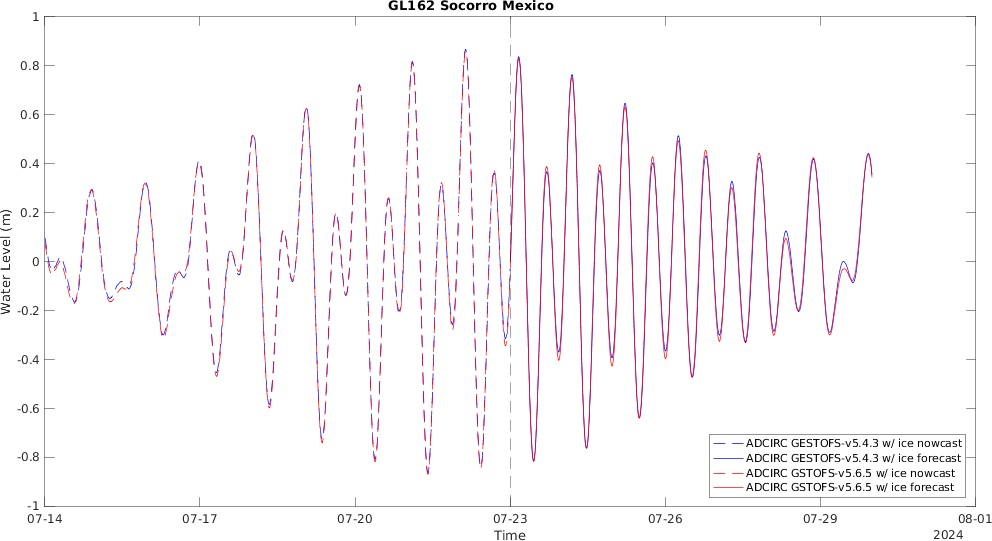 GL162 Socorro Mexico
1
0.8
0.6
0.4
0.2
0
-0.2
-0.4
-0.6
-0.8
-1
Water Level (m)
07-14 07-17 07-20 07-23 07-26 07-29 08-01
Time
2024
ADCIRC GESTOFS-v5.4.3 w/ ice nowcast
ADCIRC GESTOFS-v5.4.3 w/ ice forecast
ADCIRC GSTOFS-v5.6.5 w/ ice nowcast
ADCIRC GSTOFS-v5.6.5 w/ ice forecast